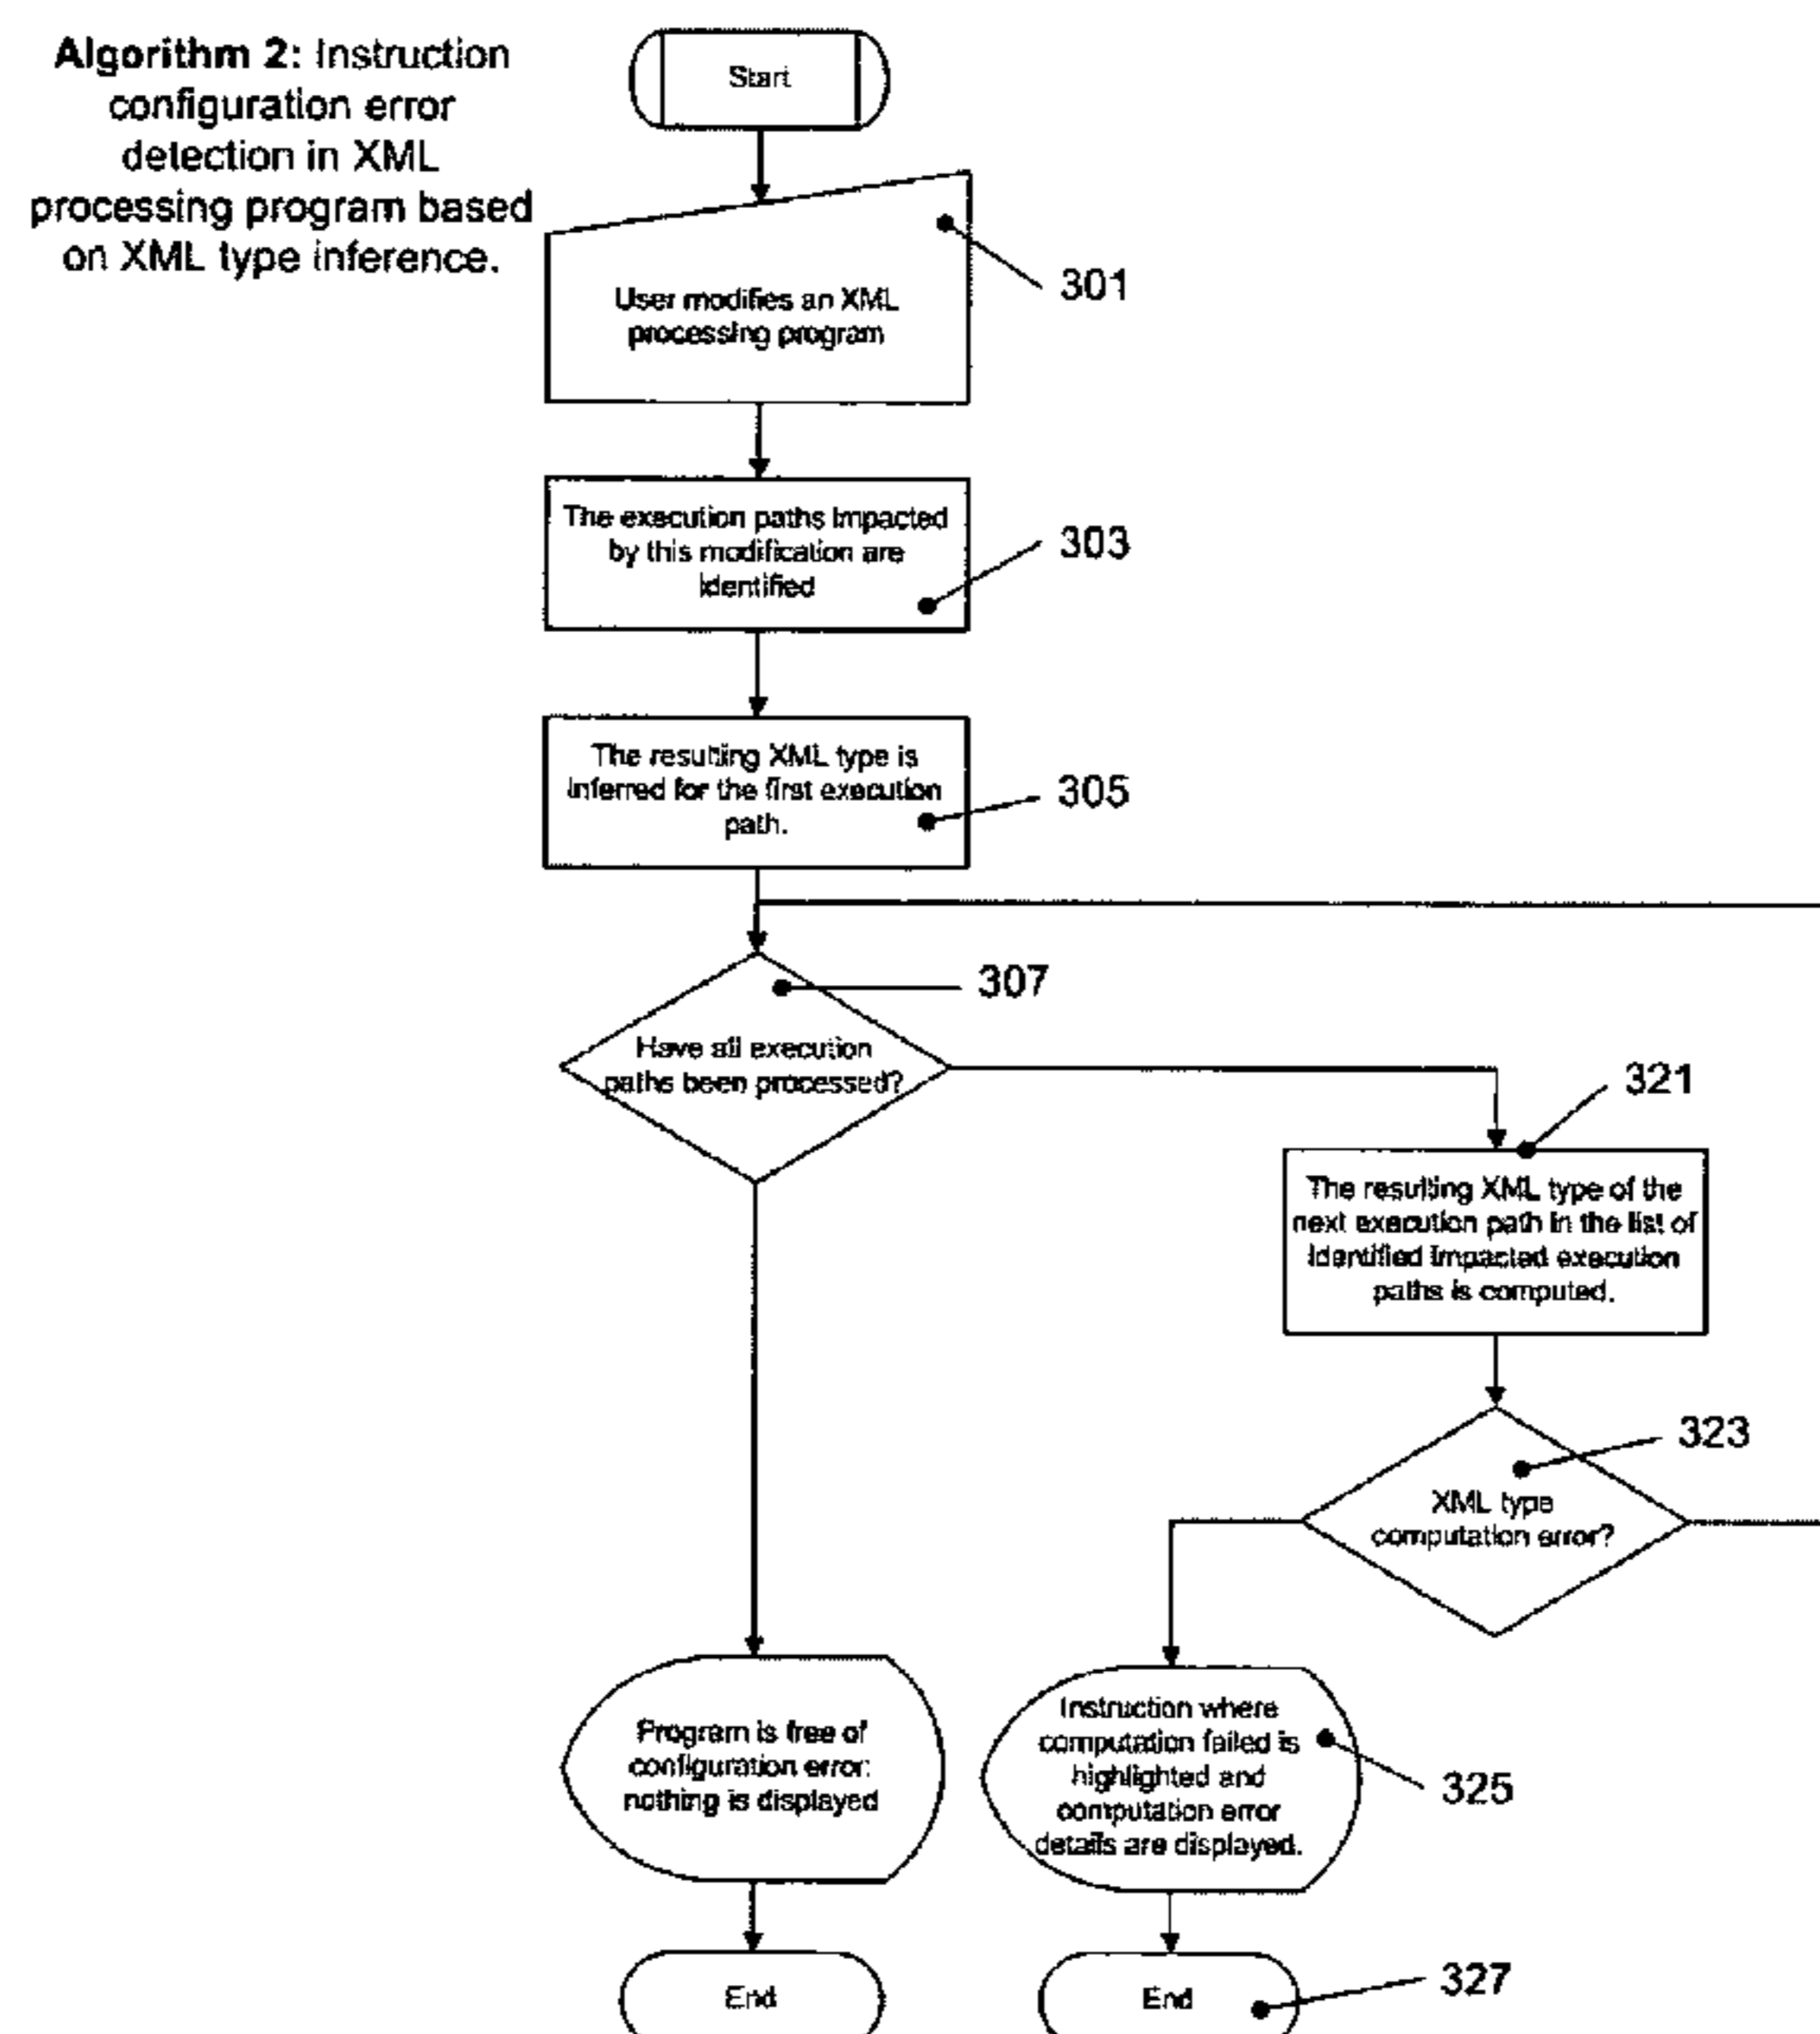 Algorithm 2: Instruction
configuration error
detection in XML
processing program based
on XML type inference.
Start
301
User modifies an XML
processing program
The execution paths impacted
by this modification are
identified
303
The resulting XML type is
inferred for the first execution
path.
305
307
Have all execution
paths been processed?
321
The resulting XML type of the
next execution path in the list of
identified impacted execution
paths is computed.
323
XML type
computation error?
Program is free of
configuration error:
nothing is displayed
Instruction where
computation failed is
highlighted and
computation error
details are displayed.
325
End
End
327